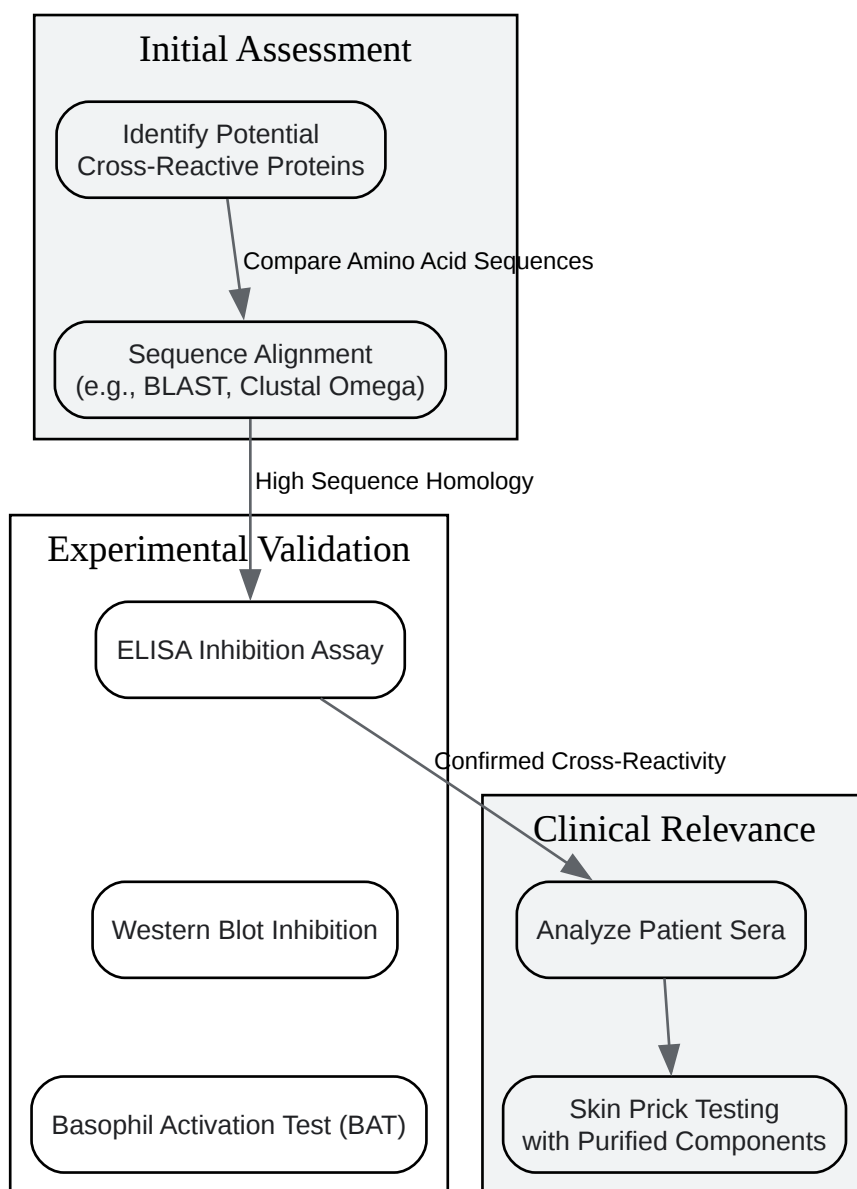 Initial Assessment
Identify Potential
Cross-Reactive Proteins
Compare Amino Acid Sequences
Sequence Alignment
(e.g., BLAST, Clustal Omega)
High Sequence Homology
Experimental Validation
ELISA Inhibition Assay
Confirmed Cross-Reactivity
Clinical Relevance
Western Blot Inhibition
Analyze Patient Sera
Basophil Activation Test (BAT)
Skin Prick Testing
with Purified Components